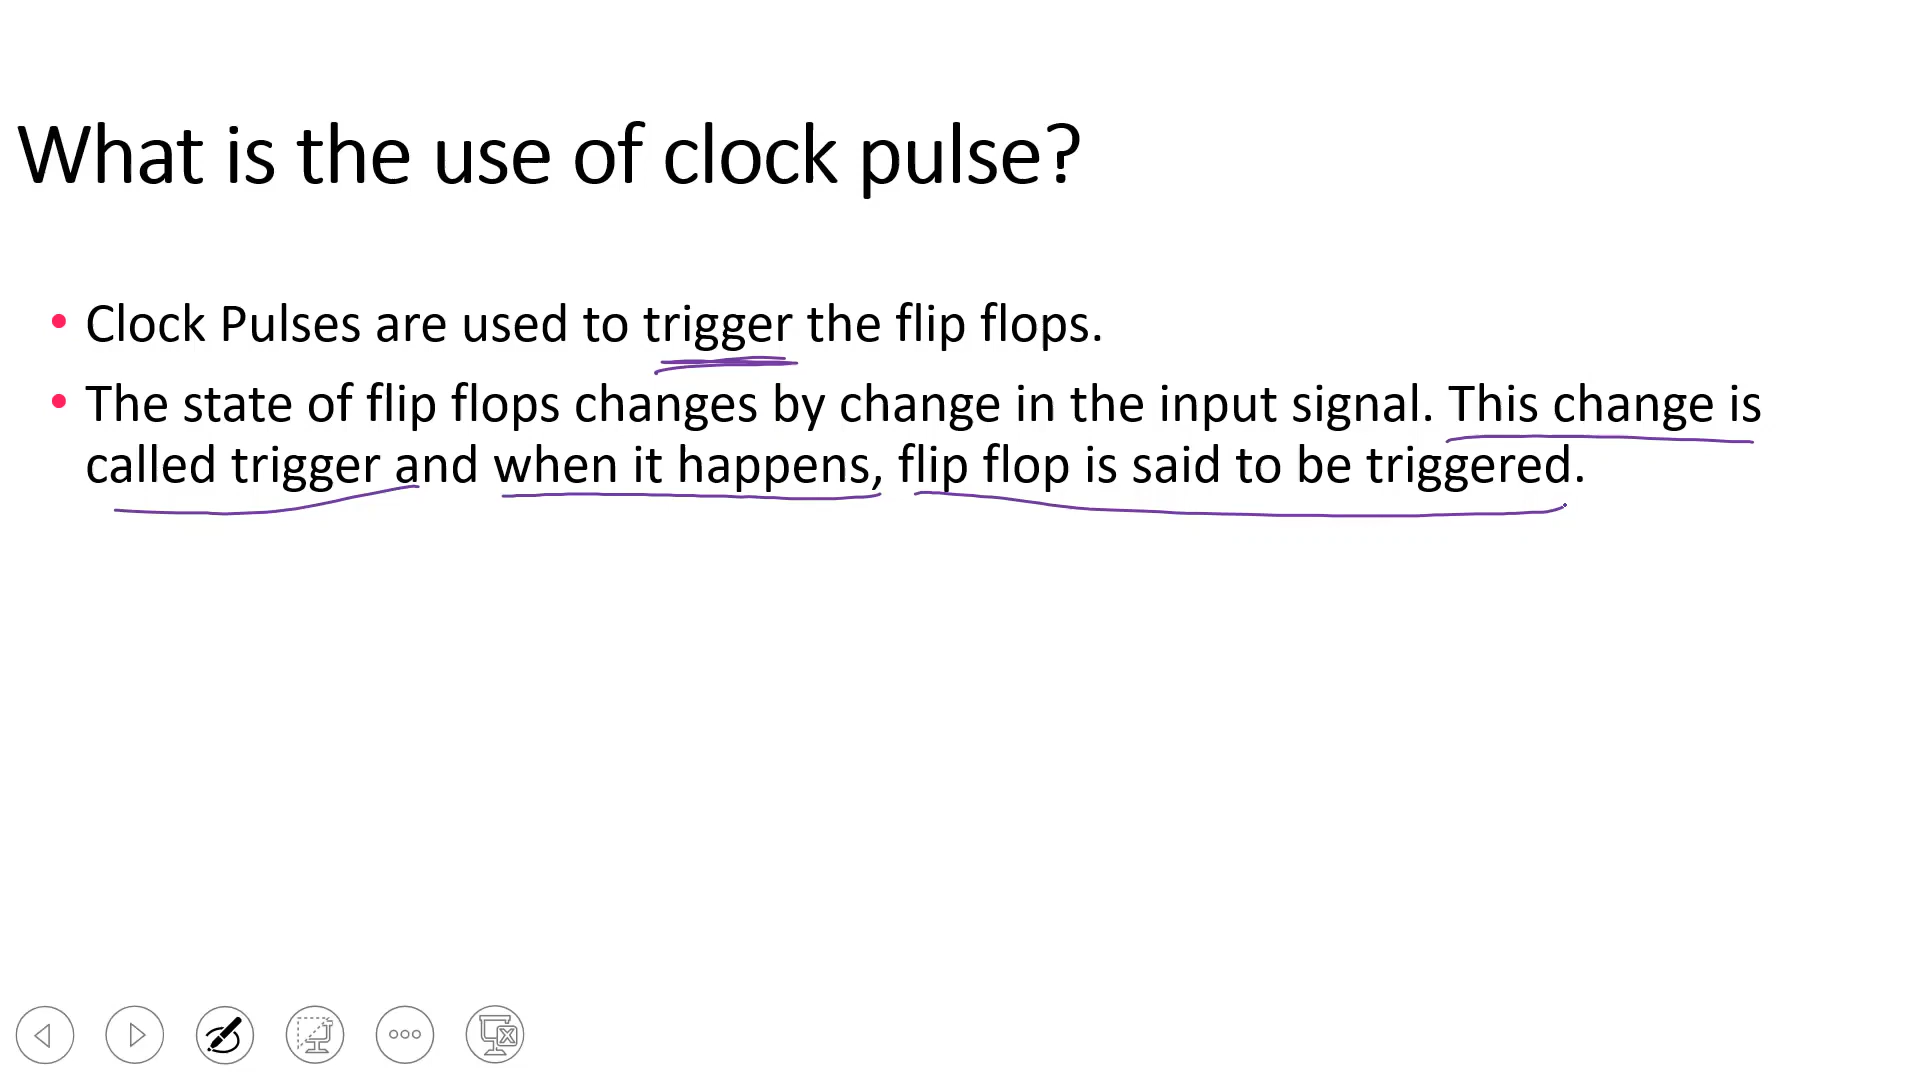 What is the use of clock pulse?
• Clock Pulses are used to trigger the flip flops.
• The state of flip flops changes by change in the input signal. This change is
called trigger and when it happens, flip flop is said to be triggered.